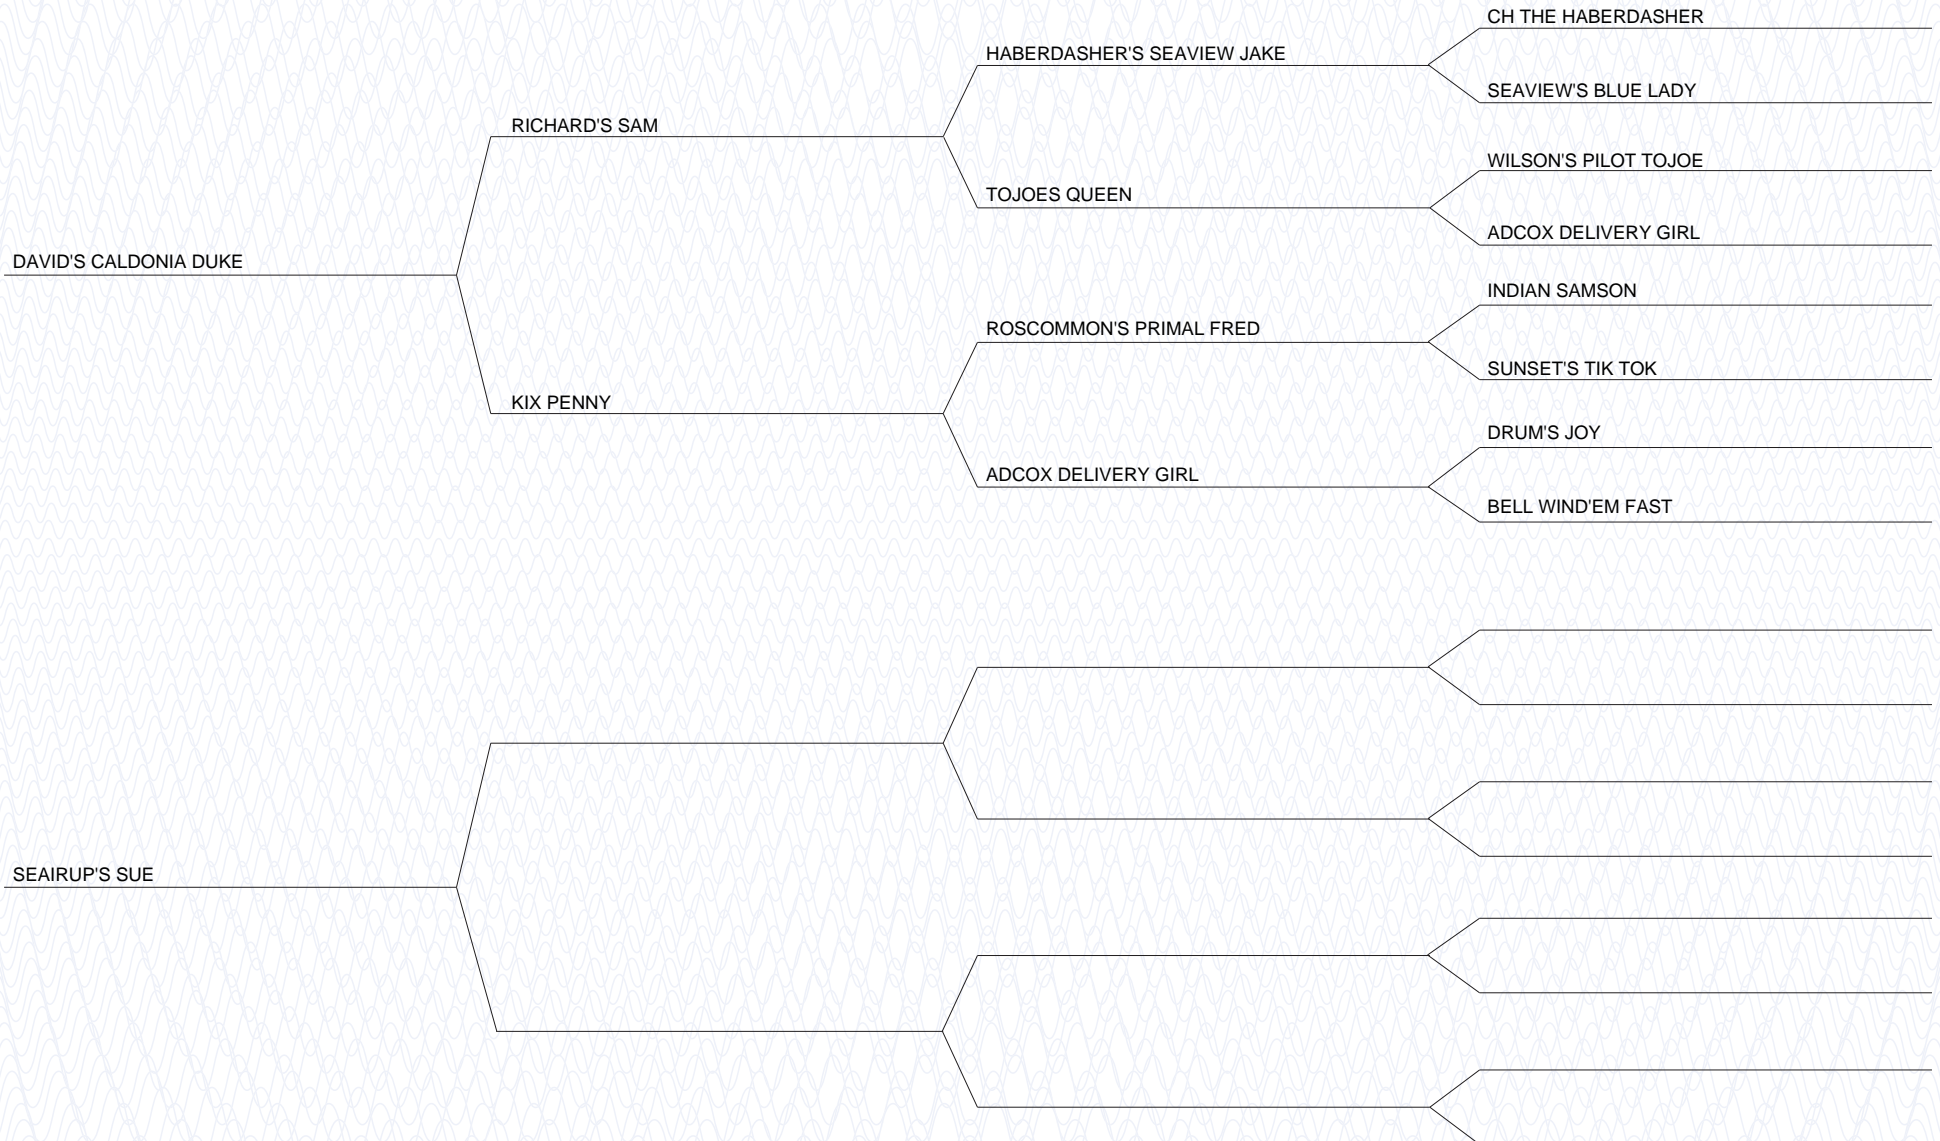 CH THE HABERDASHER
HABERDASHER'S SEAVIEW JAKE
SEAVIEW'S BLUE LADY
RICHARD'S SAM
WILSON'S PILOT TOJOE
TOJOES QUEEN
ADCOX DELIVERY GIRL
DAVID'S CALDONIA DUKE
INDIAN SAMSON
ROSCOMMON'S PRIMAL FRED
SUNSET'S TIK TOK
KIX PENNY
DRUM'S JOY
ADCOX DELIVERY GIRL
BELL WIND'EM FAST
SEAIRUP'S SUE